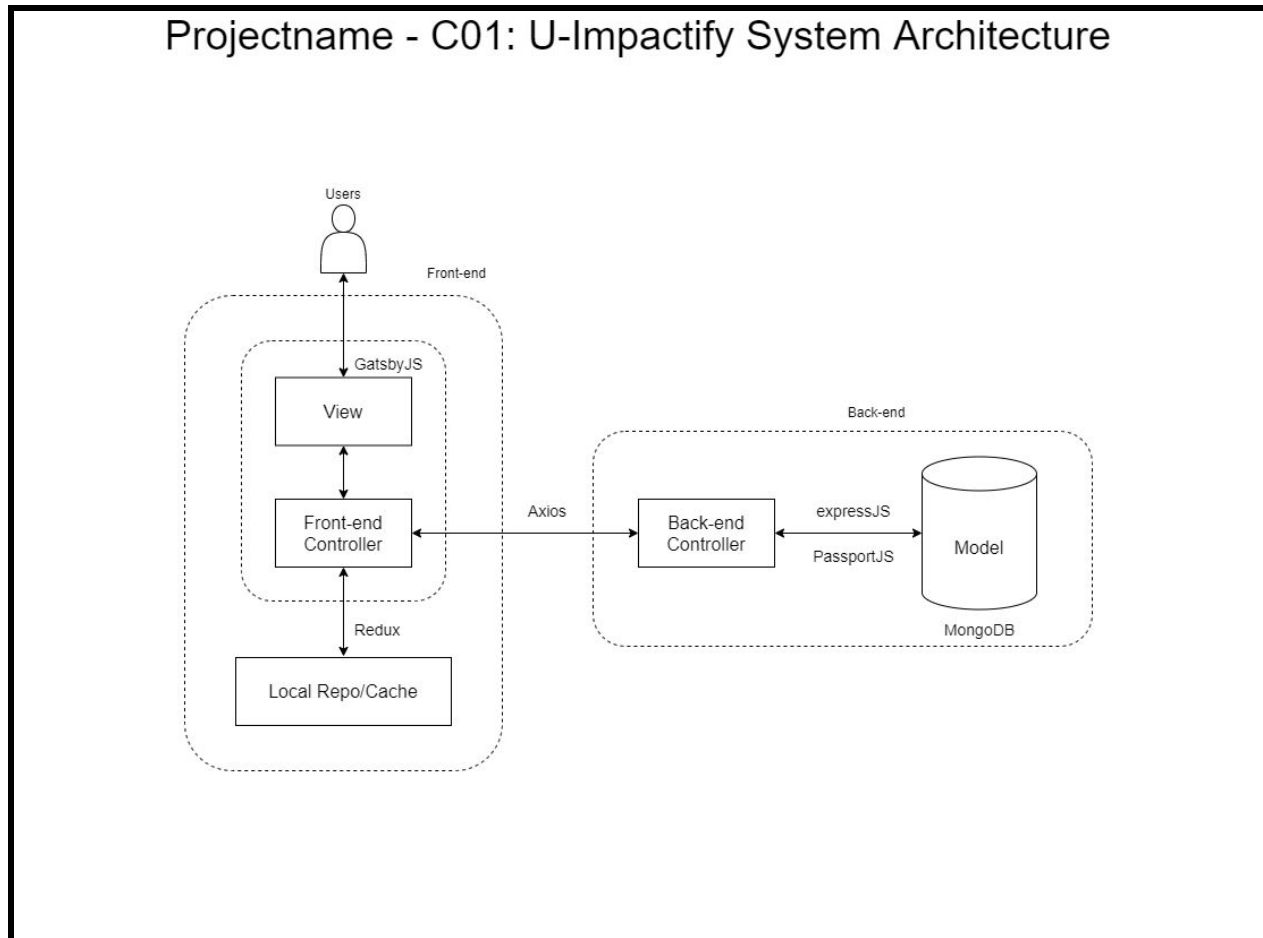 Projectname - C01: U-Impactify System Architecture
Users
Front-end
GatsbyJS
View
Back-end
Front-end
Controller
Axios
Back-end
Controller
expressJS
PassportJS
Model
MongoDB
Redux
Local Repo/Cache